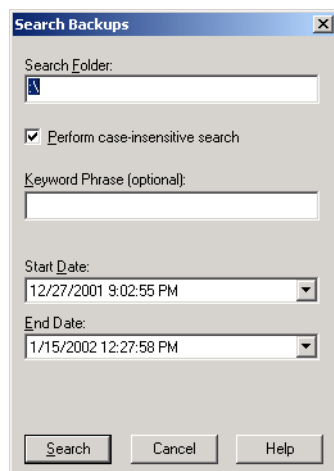 Search Backups
Search Folder:
:\
Perform case-insensitive search
Keyword Phrase (optional):
Start Date:
12/27/2001 9:02:55 PM
End Date:
1/15/2002 12:27:58 PM
Search Cancel Help